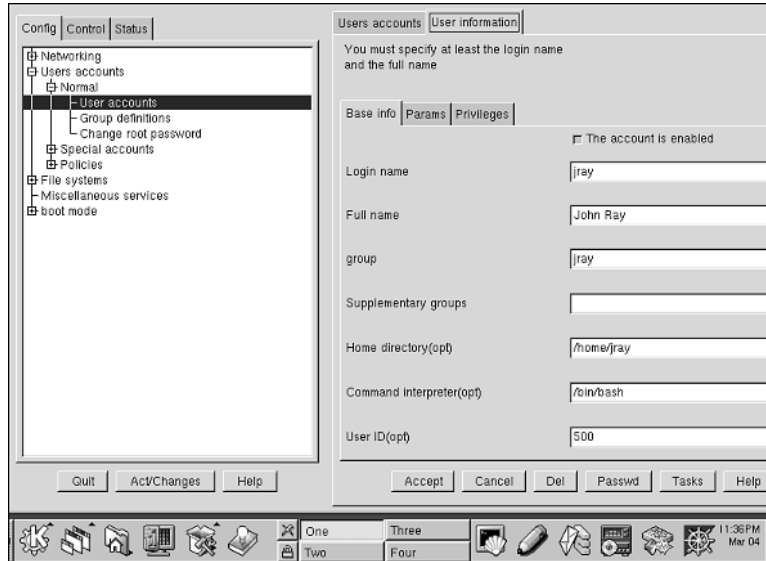 Config Control Status
Networking
Users accounts
Normal
User accounts
Group definitions
Change root password
Special accounts
Policies
File systems
Miscellaneous services
boot mode
Quit Act/Changes Help
Users accounts User information
You must specify at least the login name
and the full name
Base info Params Privileges
The account is enabled
Login name jray
Full name John Ray
group jray
Supplementary groups
Home directory(opt) /home/jray
Command interpreter(opt) /bin/bash
User ID(opt) 500
Accept Cancel Del Passwd Tasks Help
K
One Three
Two Four
11:36PM
Mar 04